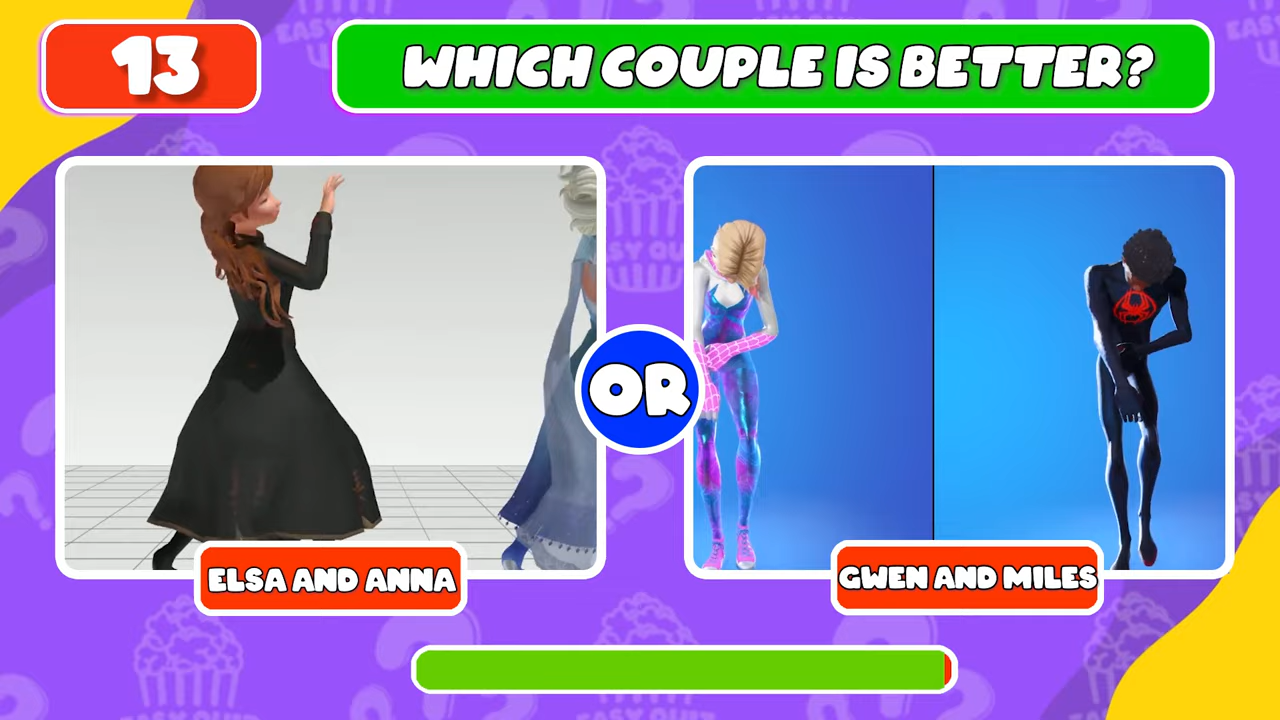 13
WHICH COUPLE IS BETTER?
OR
ELSA AND ANNA
GWEN AND MILES